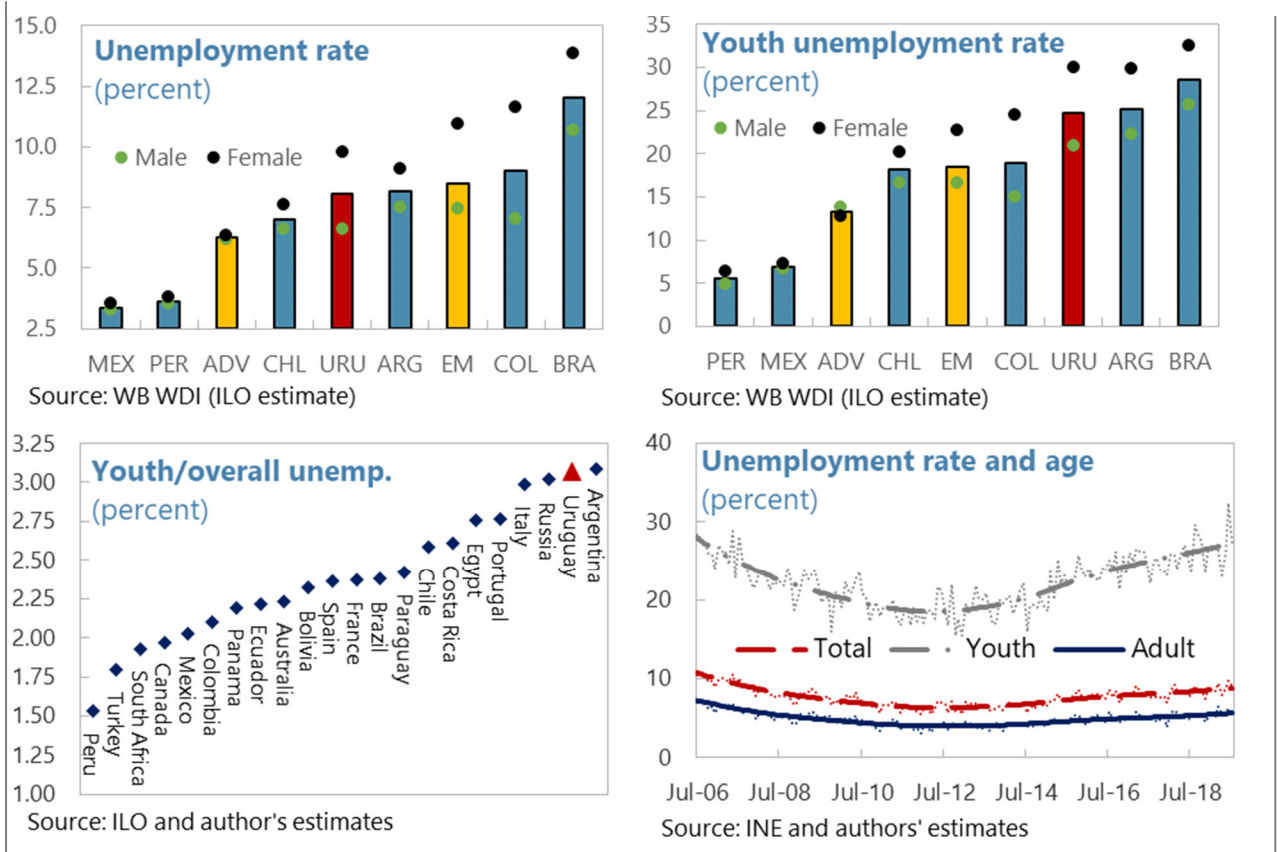 Unemployment rate
(percent)
Male Female
15.0
12.5
10.0
7.5
5.0
2.5
MEX PER ADV CHL URU ARG EM COL BRA
Source: WB WDI (ILO estimate)
Youth unemployment rate
(percent)
Male Female
35
30
25
20
15
10
5
0
PER MEX ADV CHL EM COL URU ARG BRA
Source: WB WDI (ILO estimate)
Youth/overall unemp.
(percent)
3.25
3.00
2.75
2.50
2.25
2.00
1.75
1.50
1.25
1.00
Peru
Turkey
South Africa
Canada
Mexico
Colombia
Panama
Ecuador
Australia
Bolivia
Spain
France
Brazil
Paraguay
Chile
Costa Rica
Egypt
Portugal
Italy
Russia
Uruguay
Argentina
Source: ILO and author's estimates
Unemployment rate and age
(percent)
40
30
20
10
0
Total Youth Adult
Jul-06 Jul-08 Jul-10 Jul-12 Jul-14 Jul-16 Jul-18
Source: INE and authors' estimates